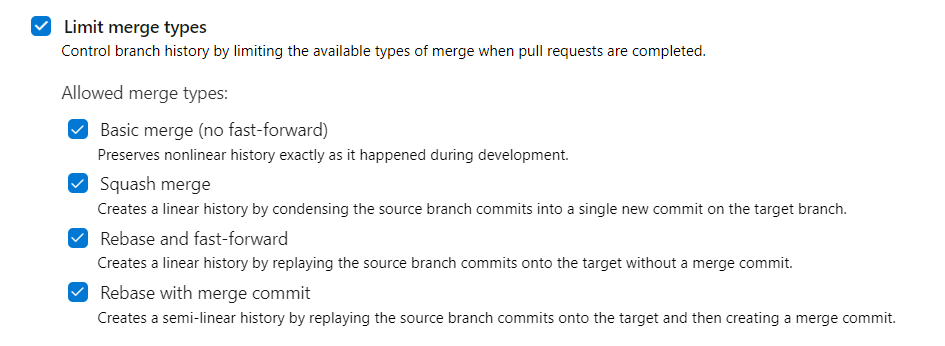 Limit merge types
Control branch history by limiting the available types of merge when pull requests are completed.
Allowed merge types:
Basic merge (no fast-forward)
Preserves nonlinear history exactly as it happened during development.
Squash merge
Creates a linear history by condensing the source branch commits into a single new commit on the target branch.
Rebase and fast-forward
Creates a linear history by replaying the source branch commits onto the target without a merge commit.
Rebase with merge commit
Creates a semi-linear history by replaying the source branch commits onto the target and then creating a merge commit.